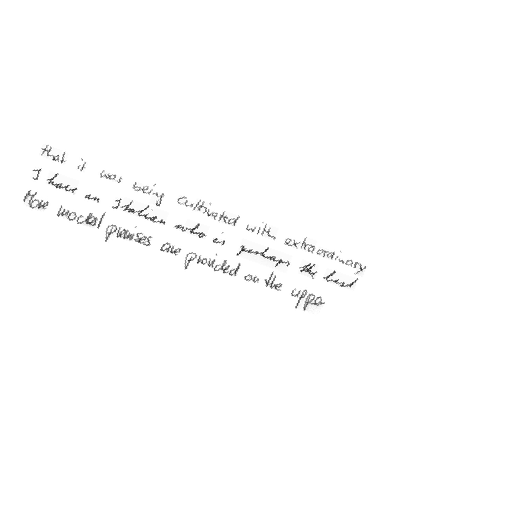 that it was being cultivated with extraordinary
I have an Italian who is perhaps the best
More modest premises are provided on the upper